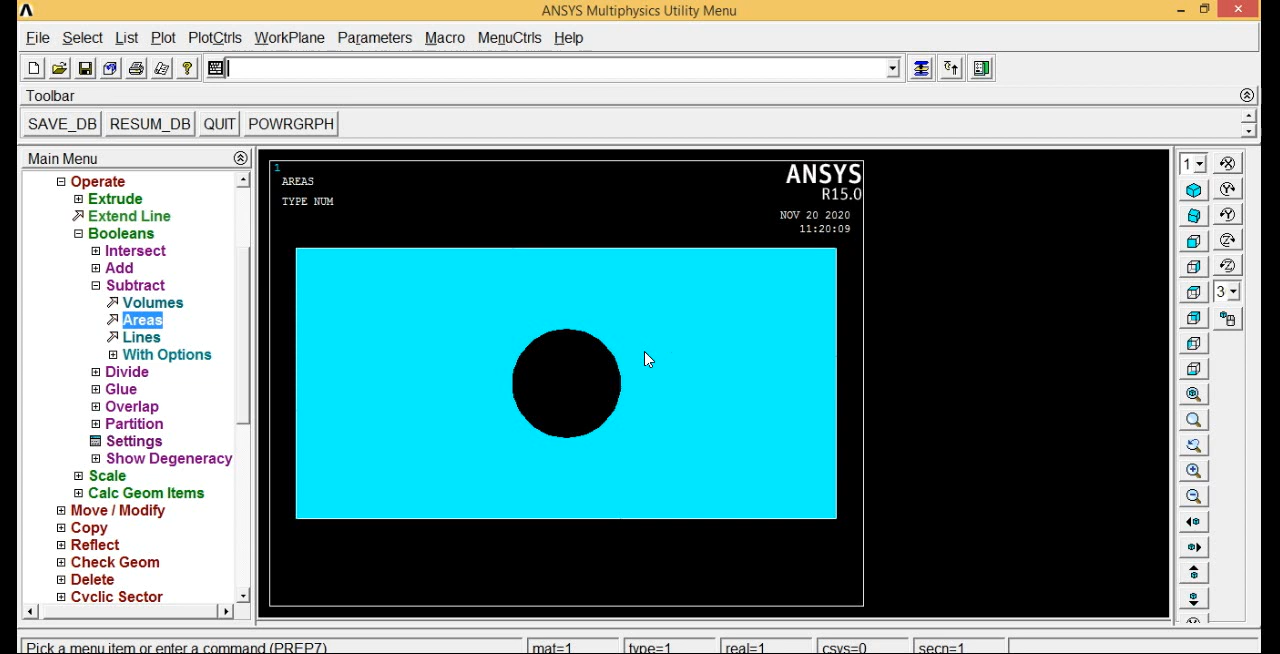 ANSYS Multiphysics Utility Menu
File Select List Plot PlotCtrls WorkPlane Parameters Macro MenuCtrls Help
Toolbar
SAVE_DB RESUM_DB QUIT POWRGRPH
Main Menu
Operate
Extrude
Extend Line
Booleans
Intersect
Add
Subtract
Volumes
Areas
Lines
With Options
Divide
Glue
Overlap
Partition
Settings
Show Degeneracy
Scale
Calc Geom Items
Move / Modify
Copy
Reflect
Check Geom
Delete
Cyclic Sector
1
AREAS
TYPE NUM
ANSYS
R15.0
NOV 20 2020
11:20:09
1
3
Pick a menu item or enter a command (PREP7) mat=1 type=1 real=1 csys=0 secn=1